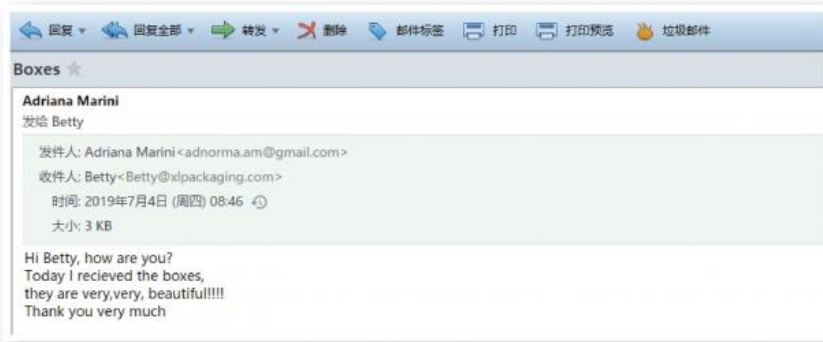 回复 回复全部 转发 删除 邮件标签 打印 打印预览 垃圾邮件
Boxes
Adriana Marini
发给 Betty
发件人: Adriana Marini<adnorma.am@gmail.com>
收件人: Betty<Betty@xlpackaging.com>
时间: 2019年7月4日 (周四) 08:46
大小: 3 KB
Hi Betty, how are you?
Today I recieved the boxes,
they are very,very, beautiful!!!!!
Thank you very much